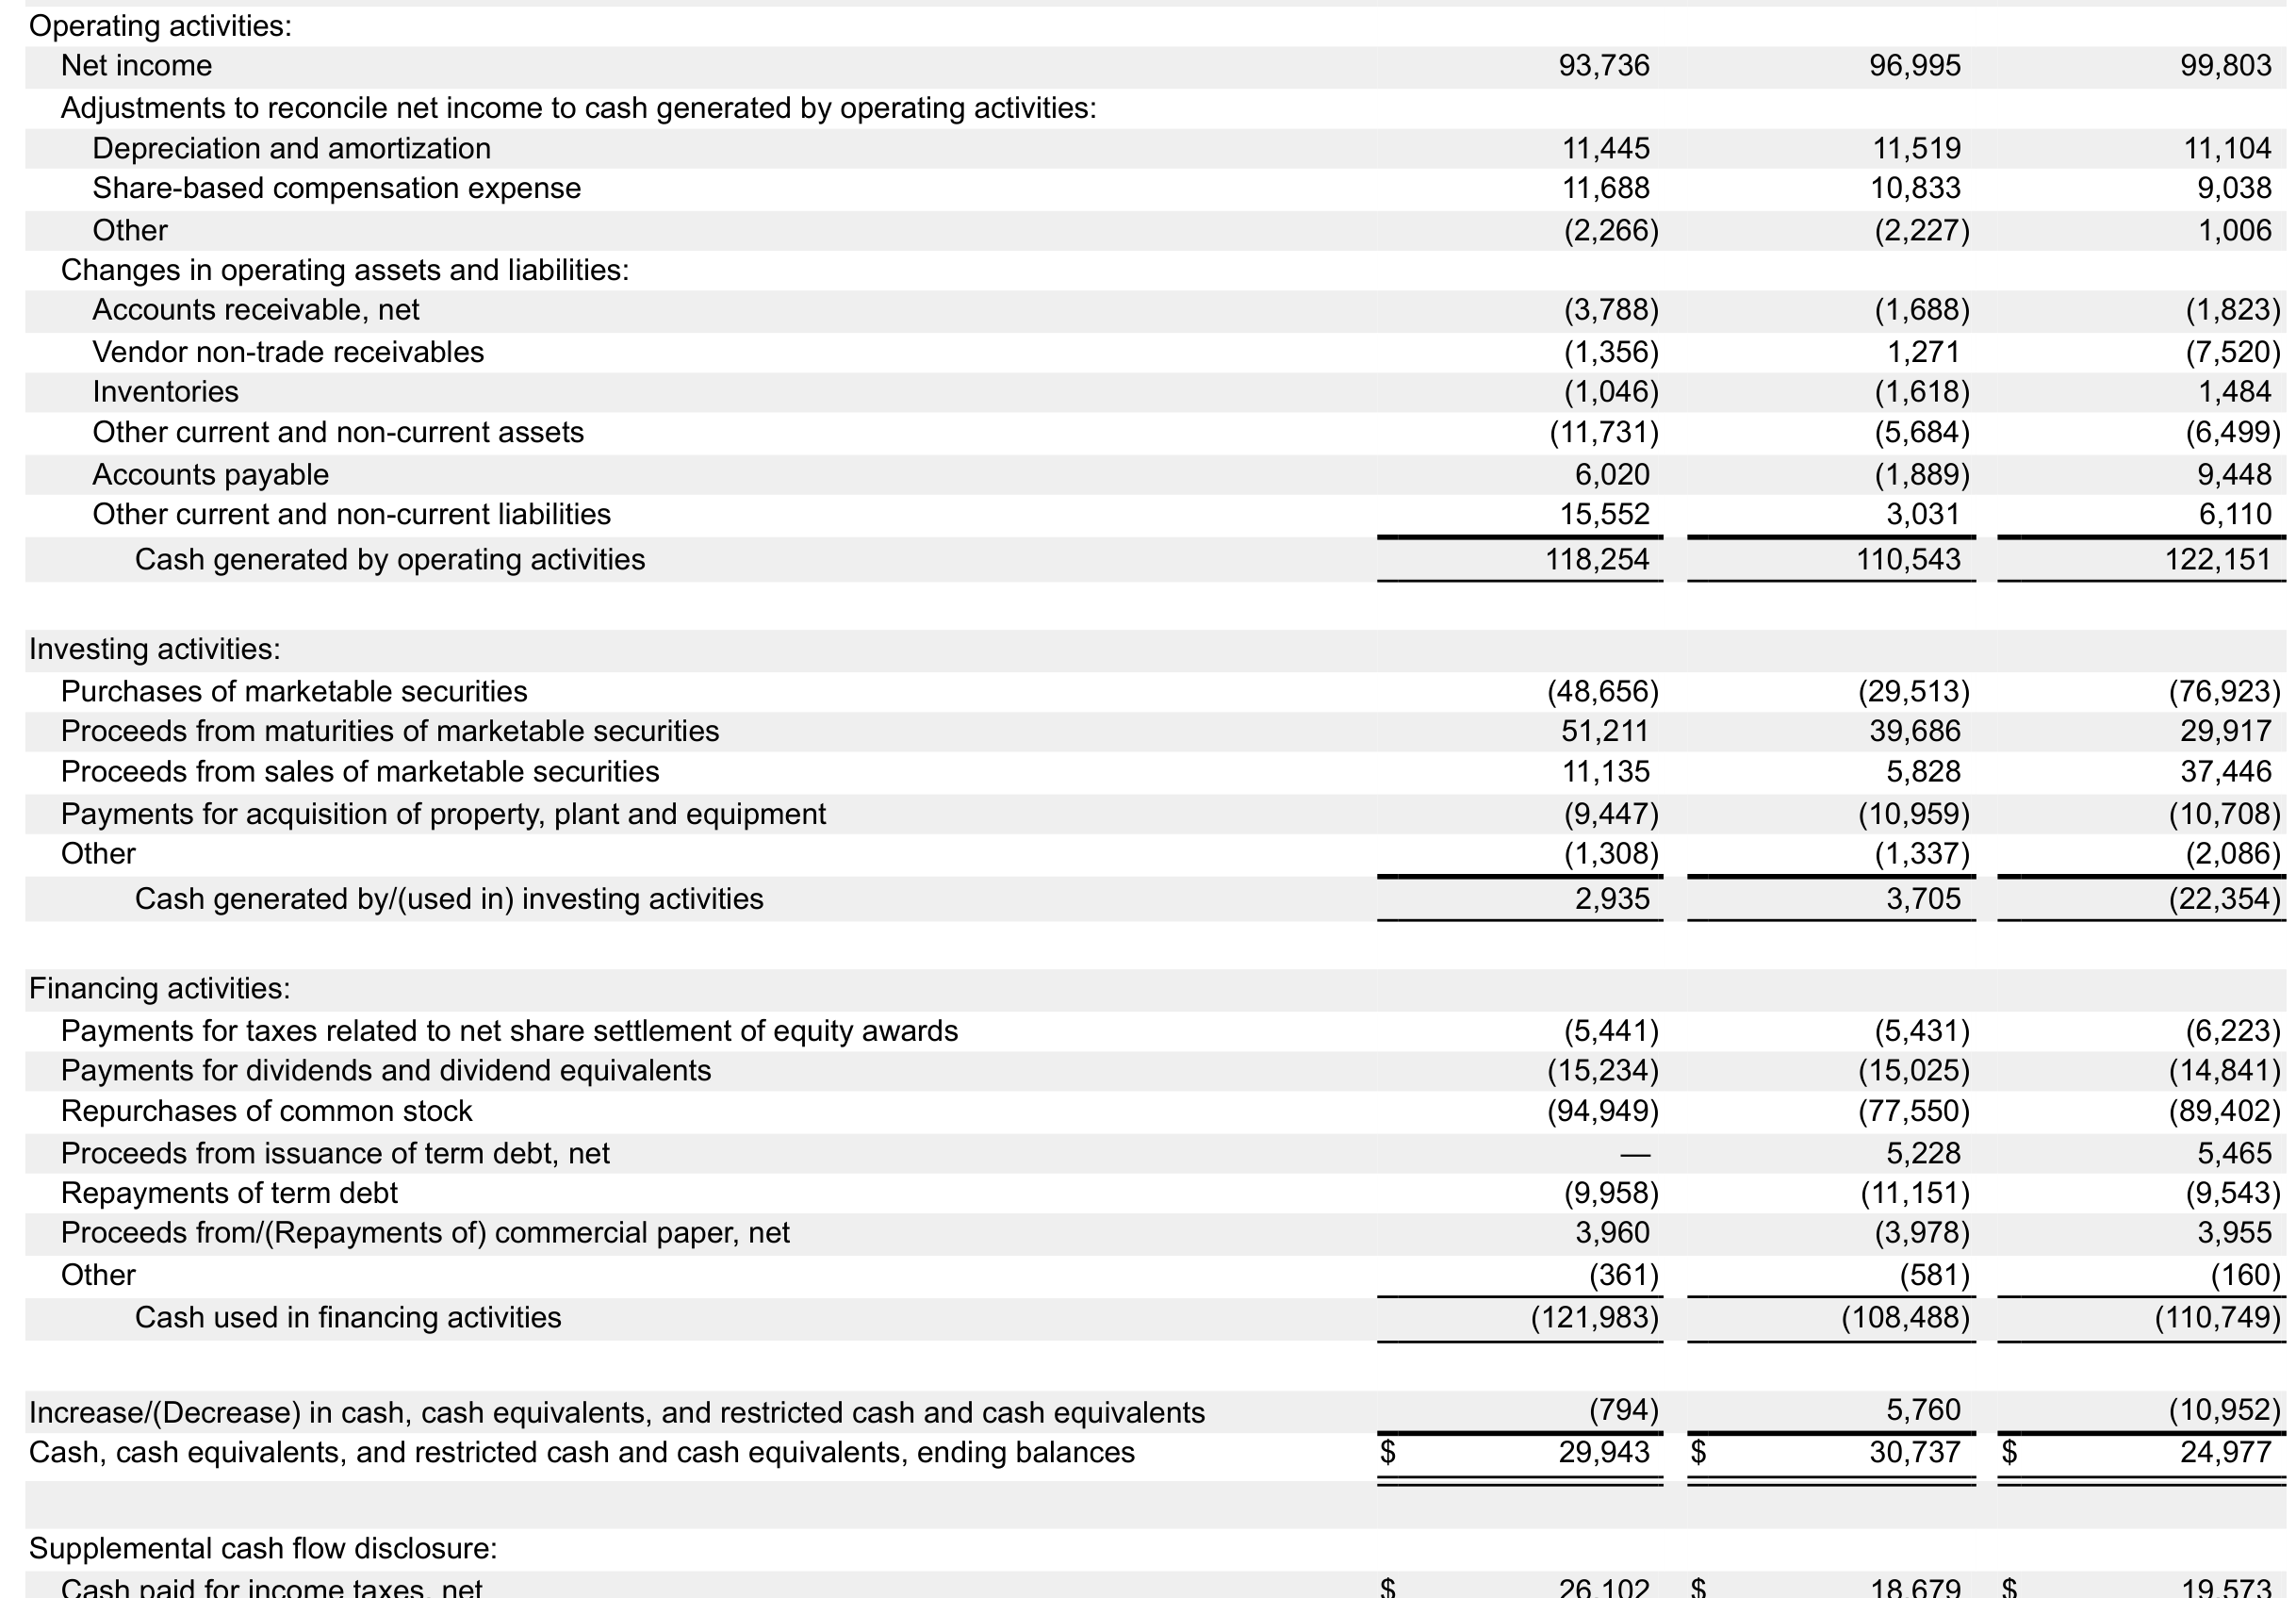 Operating activities:
Net income 93,736 96,995 99,803
Adjustments to reconcile net income to cash generated by operating activities:
Depreciation and amortization 11,445 11,519 11,104
Share-based compensation expense 11,688 10,833 9,038
Other (2,266) (2,227) 1,006
Changes in operating assets and liabilities:
Accounts receivable, net (3,788) (1,688) (1,823)
Vendor non-trade receivables (1,356) 1,271 (7,520)
Inventories (1,046) (1,618) 1,484
Other current and non-current assets (11,731) (5,684) (6,499)
Accounts payable 6,020 (1,889) 9,448
Other current and non-current liabilities 15,552 3,031 6,110
Cash generated by operating activities 118,254 110,543 122,151
Investing activities:
Purchases of marketable securities (48,656) (29,513) (76,923)
Proceeds from maturities of marketable securities 51,211 39,686 29,917
Proceeds from sales of marketable securities 11,135 5,828 37,446
Payments for acquisition of property, plant and equipment (9,447) (10,959) (10,708)
Other (1,308) (1,337) (2,086)
Cash generated by/(used in) investing activities 2,935 3,705 (22,354)
Financing activities:
Payments for taxes related to net share settlement of equity awards (5,441) (5,431) (6,223)
Payments for dividends and dividend equivalents (15,234) (15,025) (14,841)
Repurchases of common stock (94,949) (77,550) (89,402)
Proceeds from issuance of term debt, net — 5,228 5,465
Repayments of term debt (9,958) (11,151) (9,543)
Proceeds from/(Repayments of) commercial paper, net 3,960 (3,978) 3,955
Other (361) (581) (160)
Cash used in financing activities (121,983) (108,488) (110,749)
Increase/(Decrease) in cash, cash equivalents, and restricted cash and cash equivalents (794) 5,760 (10,952)
Cash, cash equivalents, and restricted cash and cash equivalents, ending balances $ 29,943 $ 30,737 $ 24,977
Supplemental cash flow disclosure:
Cash paid for income taxes, net $ 26,102 $ 18,679 $ 19,573